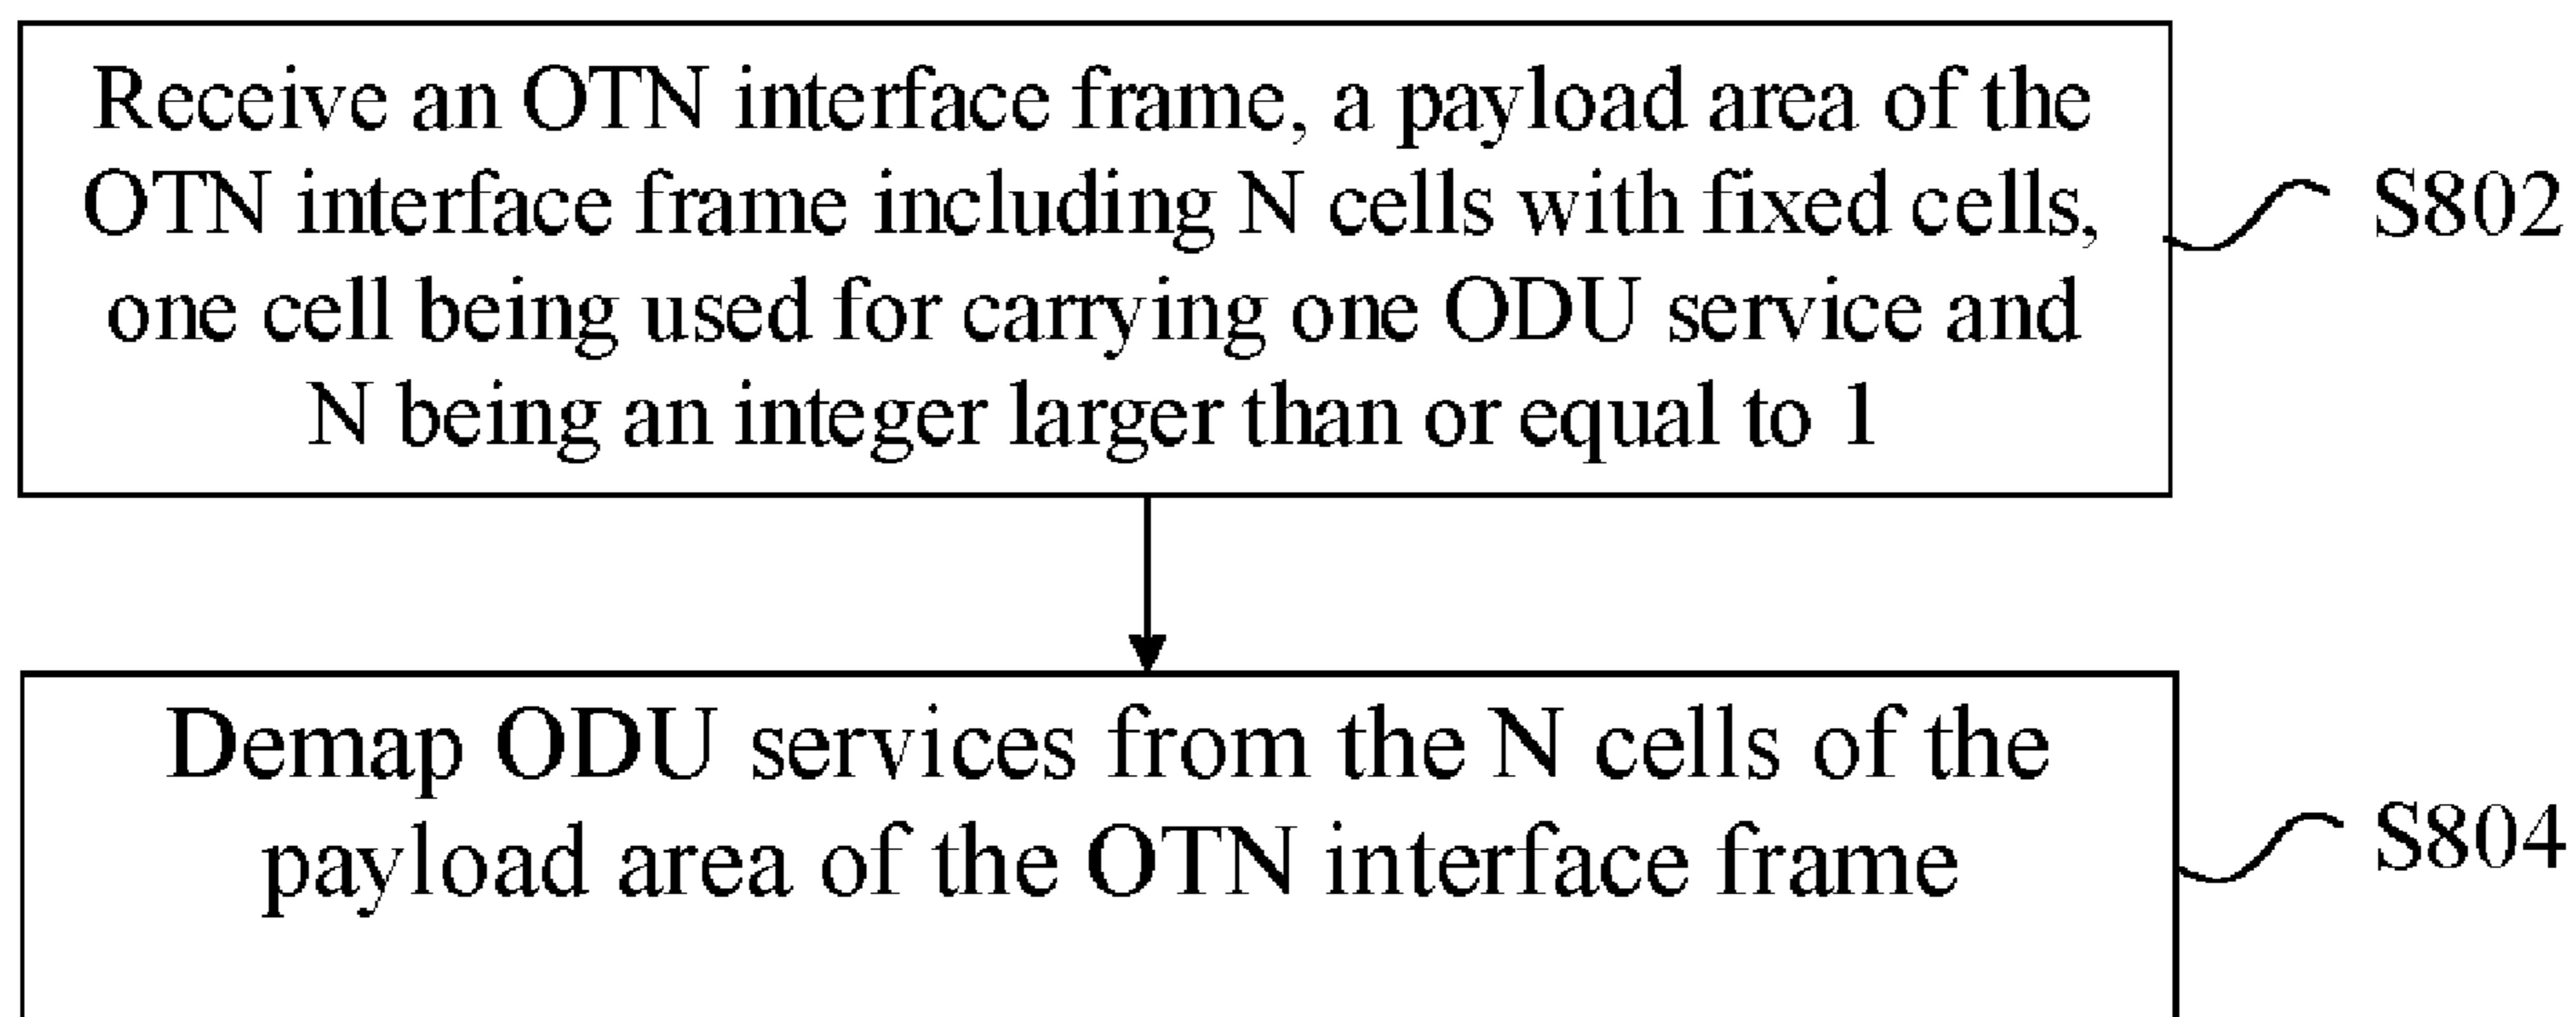 Receive an OTN interface frame, a payload area of the
OTN interface frame including N cells with fixed cells,
one cell being used for carrying one ODU service and
N being an integer larger than or equal to 1
S802
Demap ODU services from the N cells of the
payload area of the OTN interface frame
S804